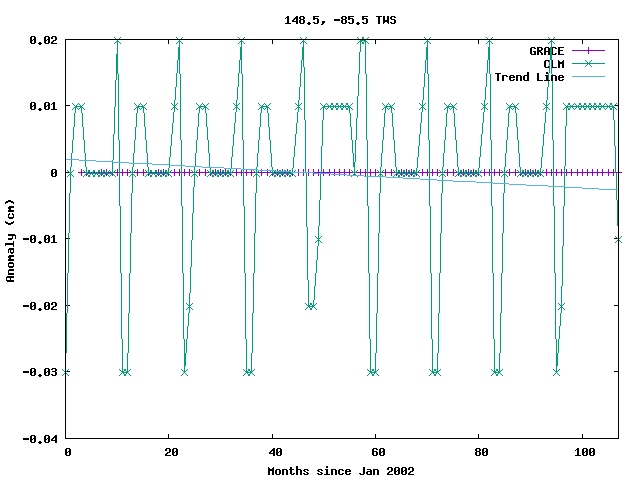 148.5, -85.5 TWS
GRACE
CLM
Trend Line
0.02
0.01
0
-0.01
-0.02
-0.03
-0.04
Anomaly (cm)
0 20 40 60 80 100
Months since Jan 2002